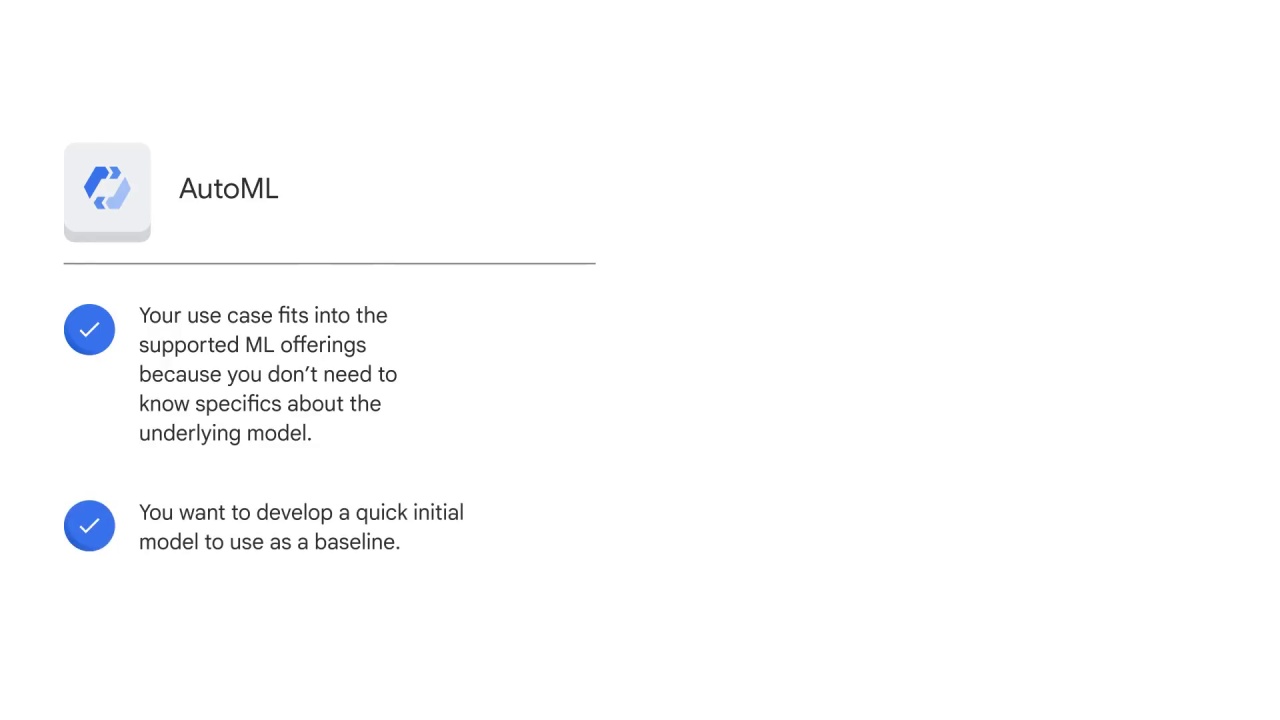 AutoML
Your use case fits into the
supported ML offerings
because you don’t need to
know specifics about the
underlying model.
You want to develop a quick initial
model to use as a baseline.